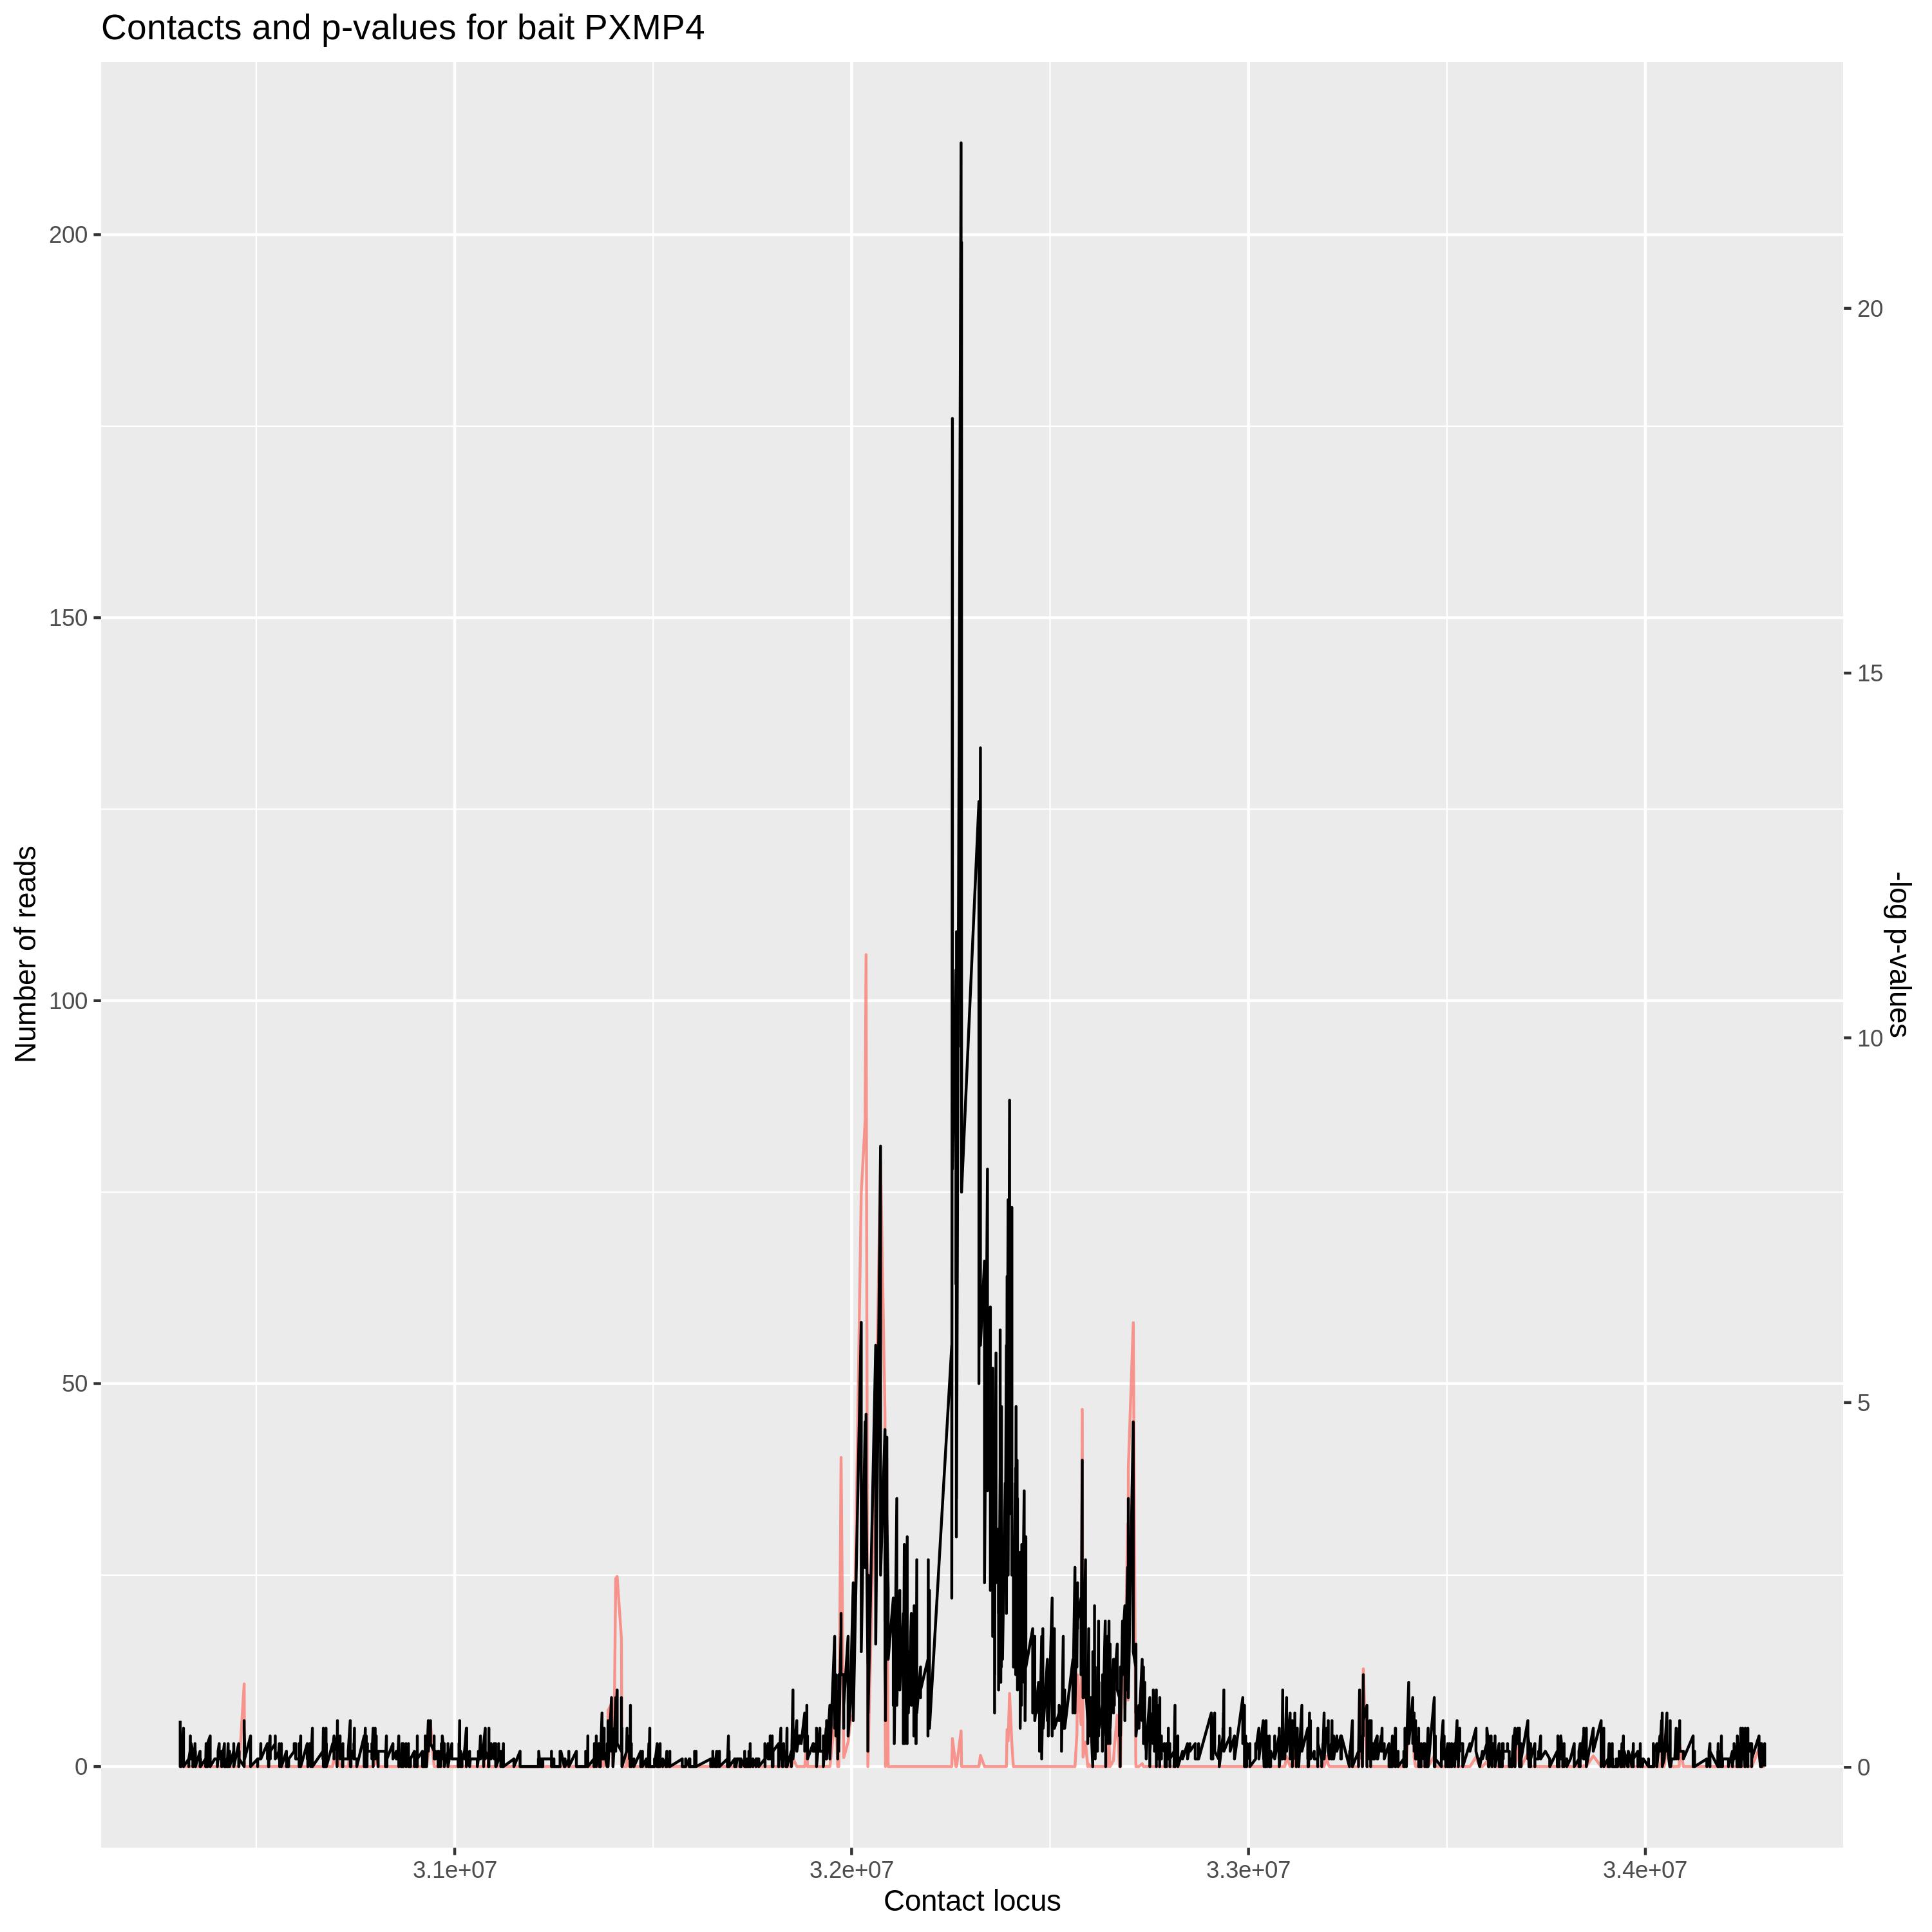 Contacts and p-values for bait PXMP4
Number of reads
200
150
100
50
0
20
15
10
5
0
-log p-values
3.1e+07
3.2e+07
3.3e+07
3.4e+07
Contact locus